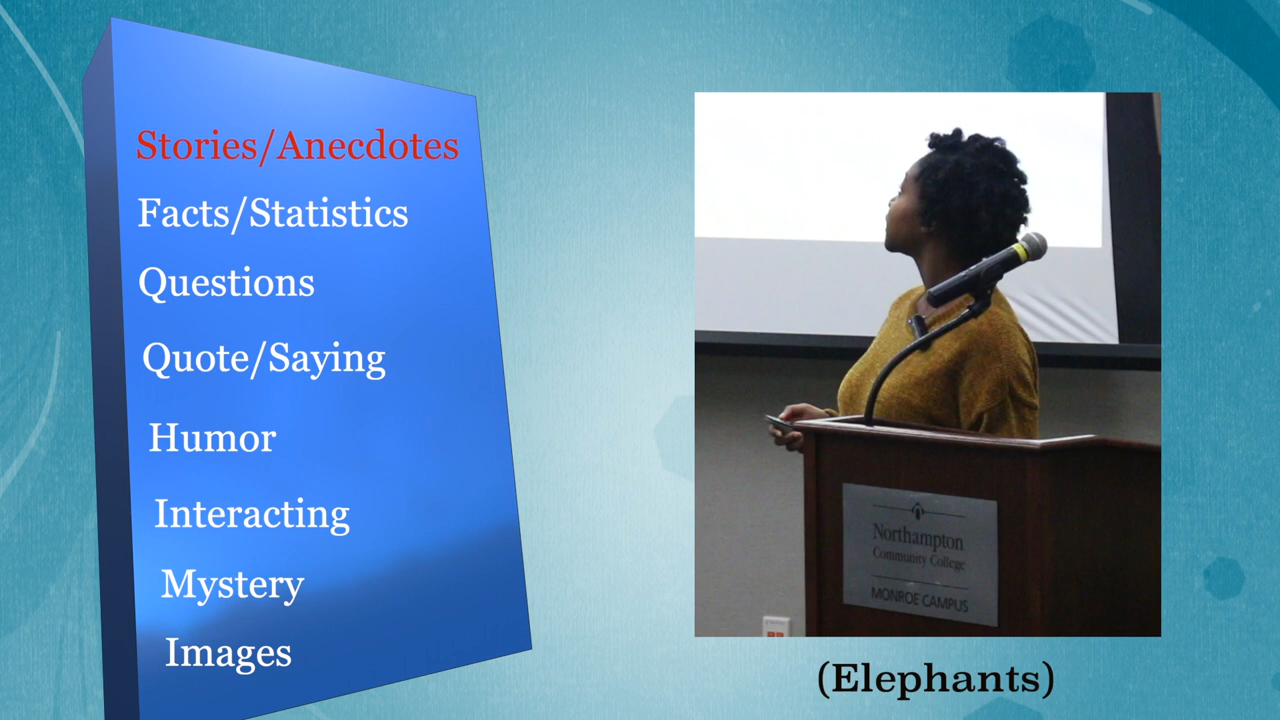 Stories/Anecdotes
Facts/Statistics
Questions
Quote/Saying
Humor
Interacting
Mystery
Images
Northampton
Community College
MONROE CAMPUS
(Elephants)